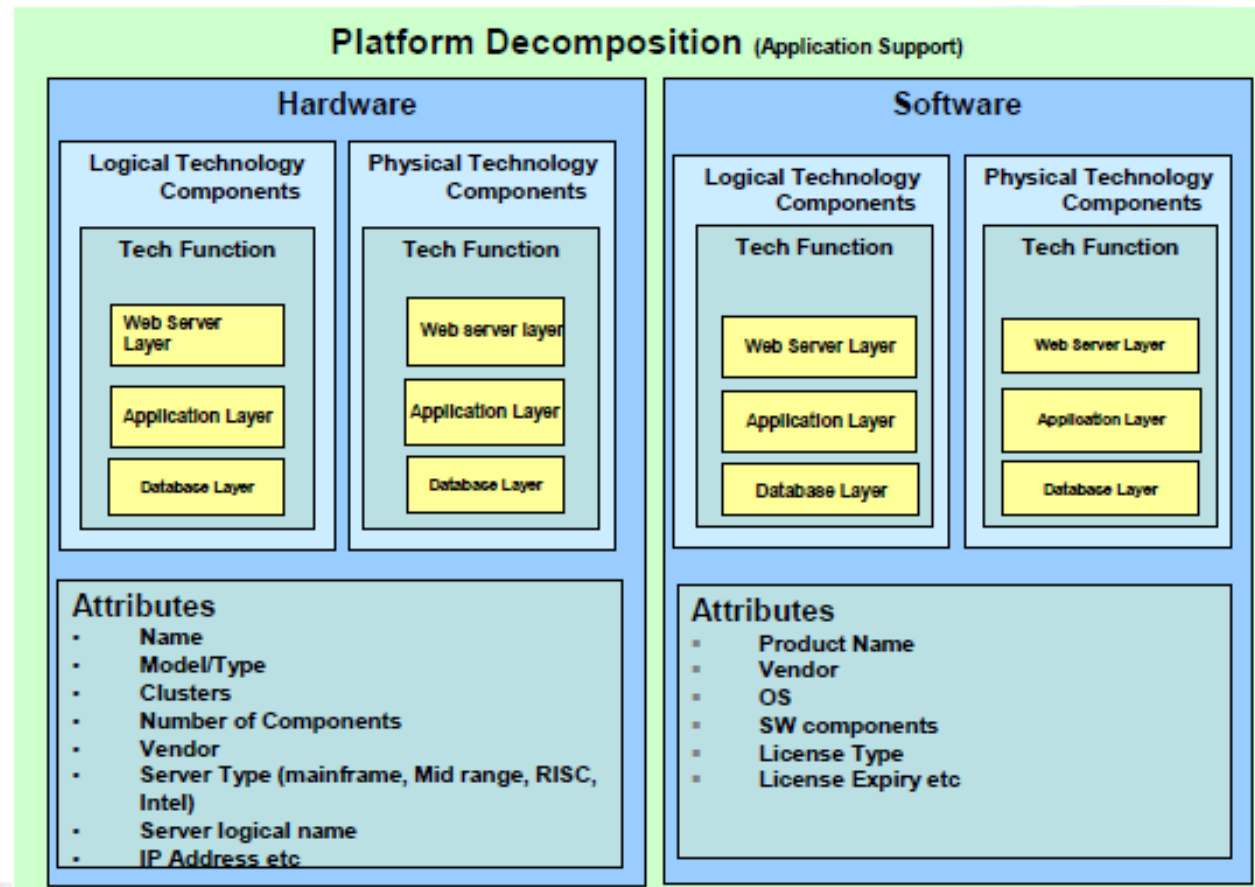 Platform Decomposition (Application Support)
Hardware
Logical Technology
Components
Tech Function
Web Server
Layer
Application Layer
Database Layer
Physical Technology
Components
Tech Function
Web server layer
Application Layer
Database Layer
Attributes
▪ Name
▪ Model/Type
▪ Clusters
▪ Number of Components
▪ Vendor
▪ Server Type (mainframe, Mid range, RISC,
Intel)
▪ Server logical name
▪ IP Address etc
Software
Logical Technology
Components
Tech Function
Web Server Layer
Application Layer
Database Layer
Physical Technology
Components
Tech Function
Web Server Layer
Application Layer
Database Layer
Attributes
▪ Product Name
▪ Vendor
▪ OS
▪ SW components
▪ License Type
▪ License Expiry etc